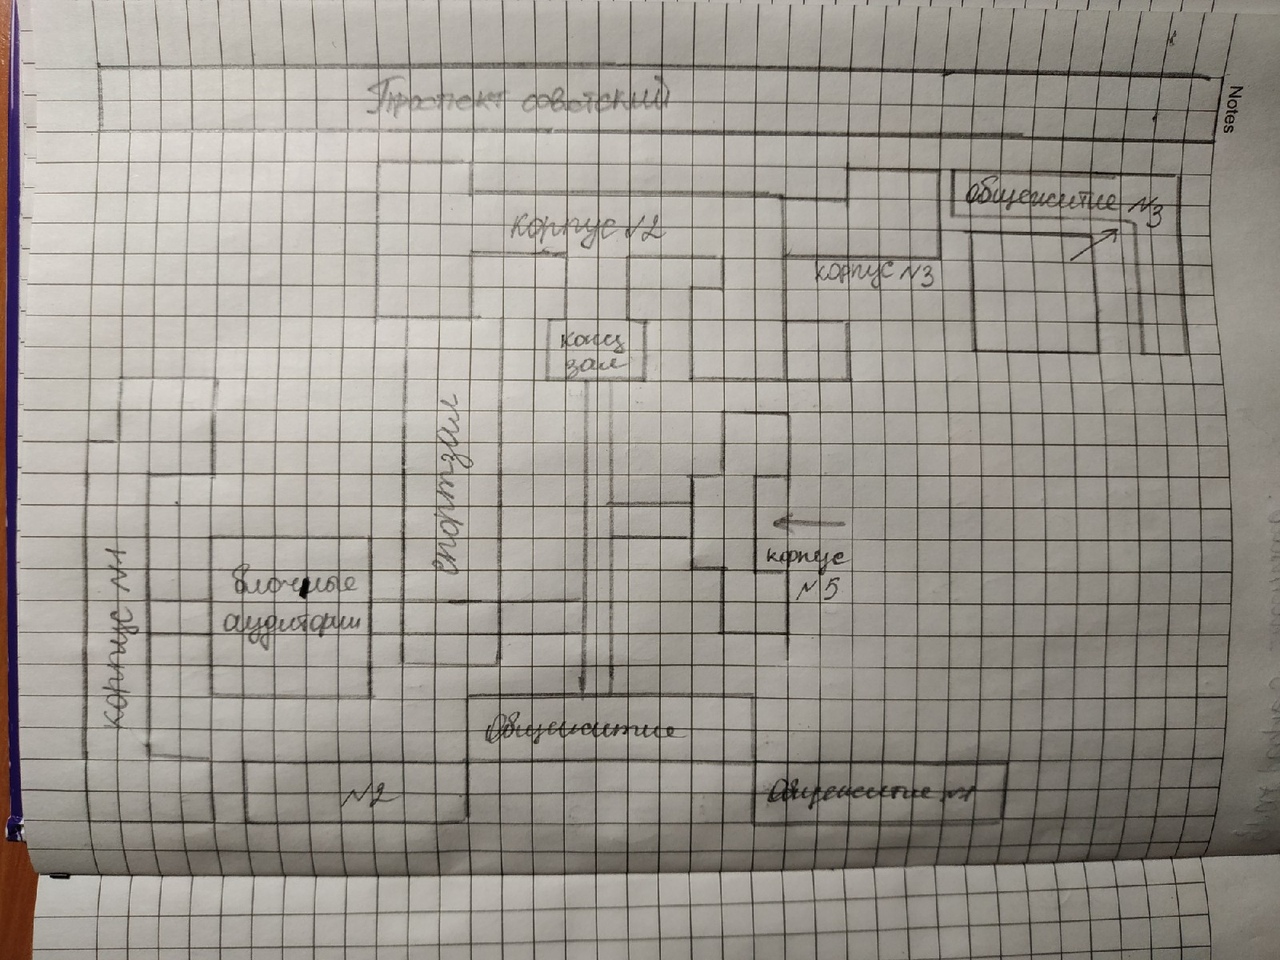 Проспект советский
Notes
Общежитие №3
корпус №2
корпус №3
конц
зал
спортзал
корпус №1
Блочные
аудитории
корпус
№5
Общежитие
№2
Общежитие №1